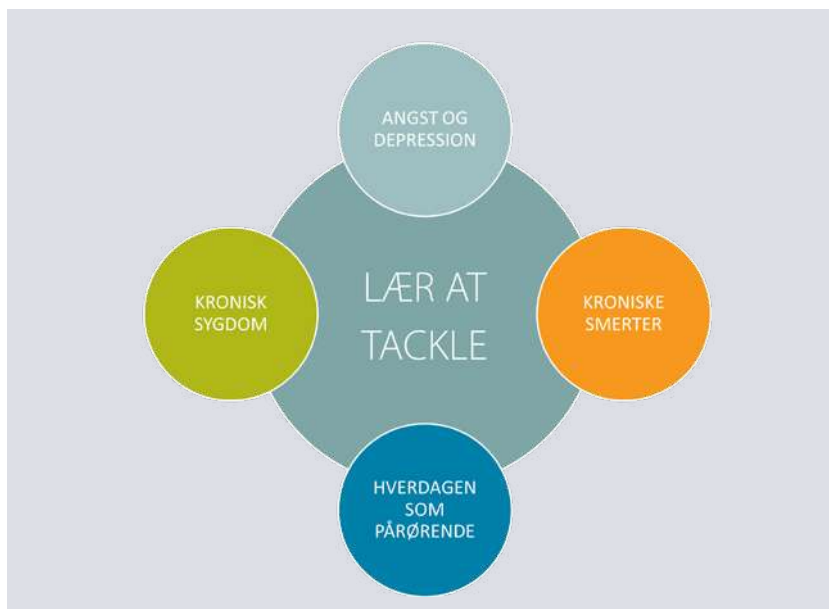 ANGST OG
DEPRESSION
LÆR AT
TACKLE
KRONISK
SYGDOM
KRONISKE
SMERTER
HVERDAGEN
SOM
PÅRØRENDE